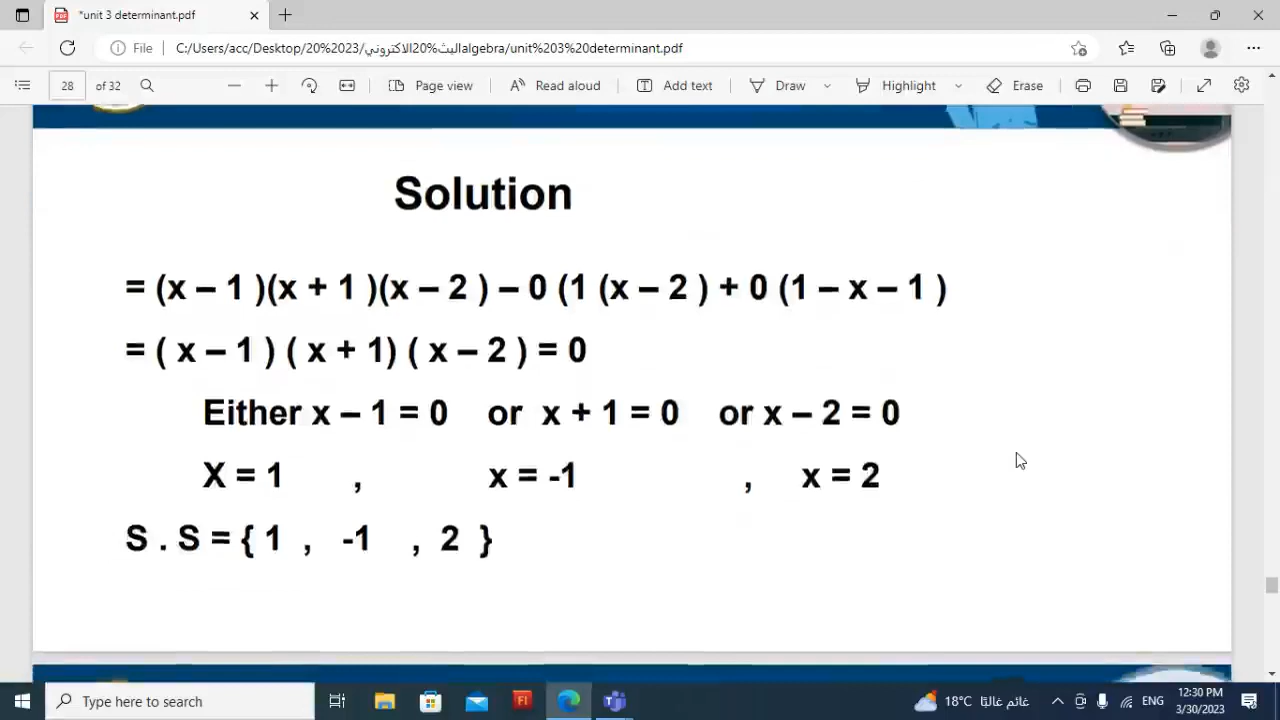 *unit 3 determinant.pdf
File C:/Users/acc/Desktop/20%2023/البث%20الالكترونيalgebra/unit%203%20determinant.pdf
28 of 32 Page view Read aloud Add text Draw Highlight Erase
Solution
= (x – 1 )(x + 1 )(x – 2 ) – 0 (1 (x – 2 ) + 0 (1 – x – 1 )
= ( x – 1 ) ( x + 1) ( x – 2 ) = 0
Either x – 1 = 0 or x + 1 = 0 or x – 2 = 0
X = 1 , x = -1 , x = 2
S . S = { 1 , -1 , 2 }
Type here to search FI 18°C غائم غالبًا ENG 12:30 PM
3/30/2023